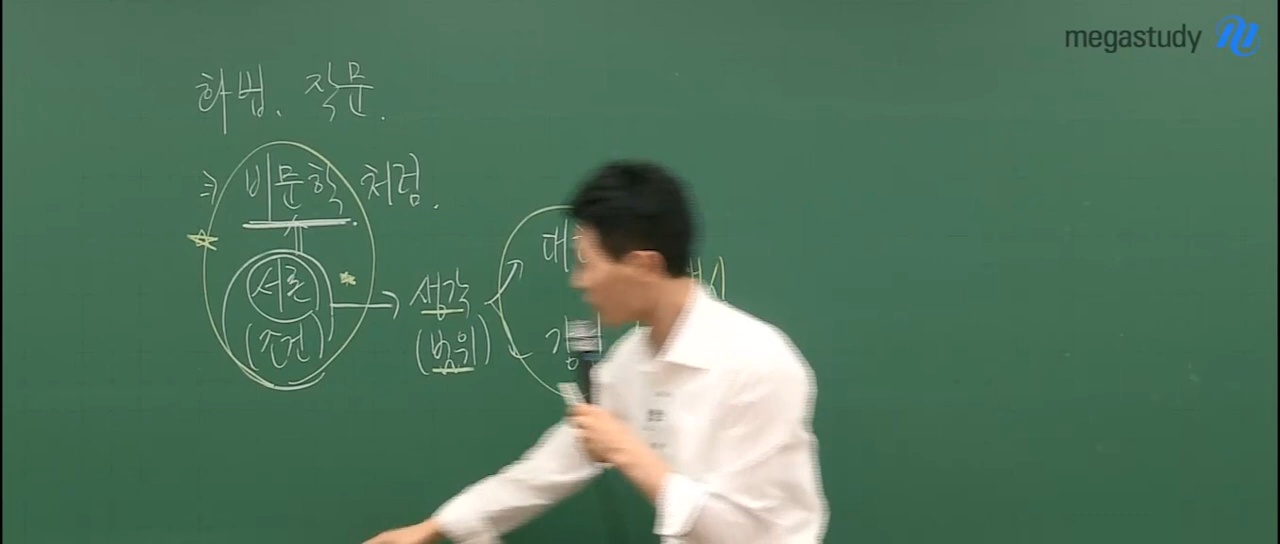 megastudy
화법. 작문.
⇒ 비문학 처럼.
서론 → 생각
(조건) (범위)